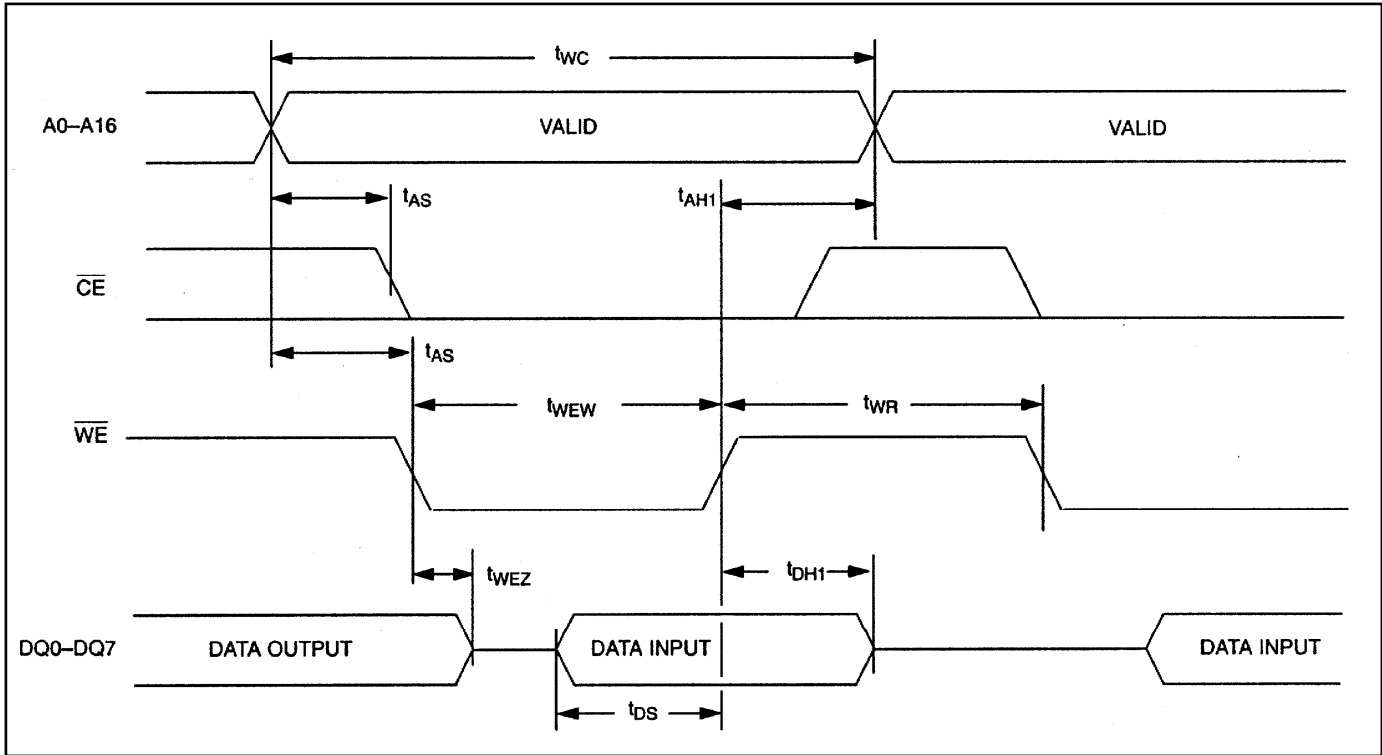 tWC
A0–A16
VALID
VALID
tAS
tAH1
CE
tAS
tWEW
tWR
WE
tWEZ
tDH1
DQ0–DQ7
DATA OUTPUT
DATA INPUT
DATA INPUT
tDS